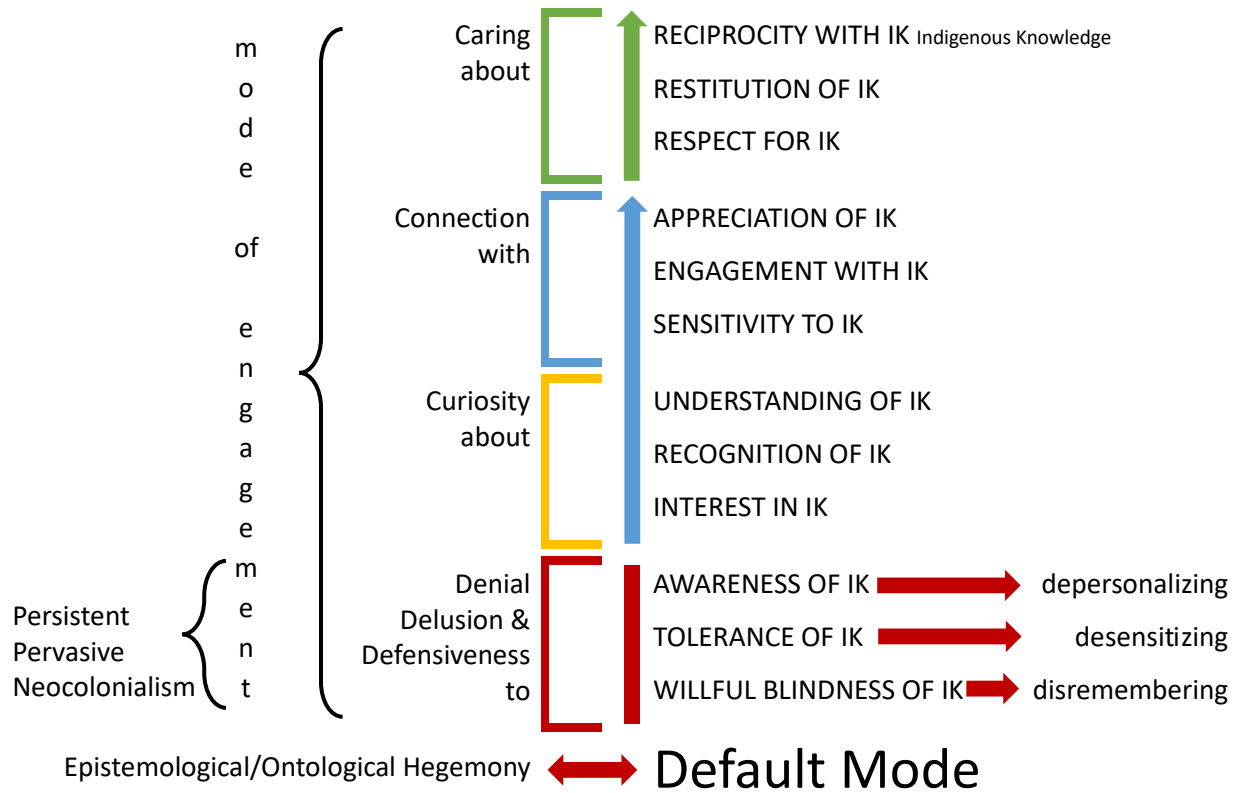 mode of engagement
Caring
about
RECIPROCITY WITH IK Indigenous Knowledge
RESTITUTION OF IK
RESPECT FOR IK
Connection
with
APPRECIATION OF IK
ENGAGEMENT WITH IK
SENSITIVITY TO IK
Curiosity
about
UNDERSTANDING OF IK
RECOGNITION OF IK
INTEREST IN IK
Persistent
Pervasive
Neocolonialism
Denial
Delusion &
Defensiveness
to
AWARENESS OF IK
depersonalizing
TOLERANCE OF IK
desensitizing
WILLFUL BLINDNESS OF IK
disremembering
Epistemological/Ontological Hegemony
Default Mode